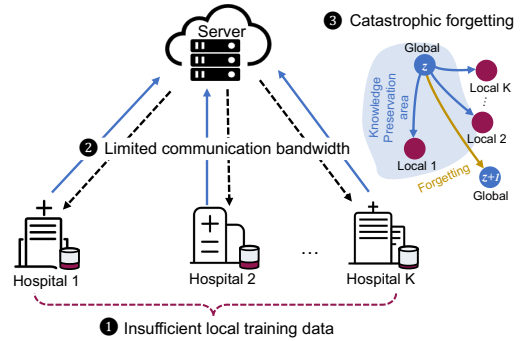 Server
❸ Catastrophic forgetting
Global
z
Local K
Knowledge
Preservation
area
Local 2
Local 1
Forgetting
z+1
Global
❷ Limited communication bandwidth
Hospital 1
Hospital 2
...
Hospital K
❶ Insufficient local training data